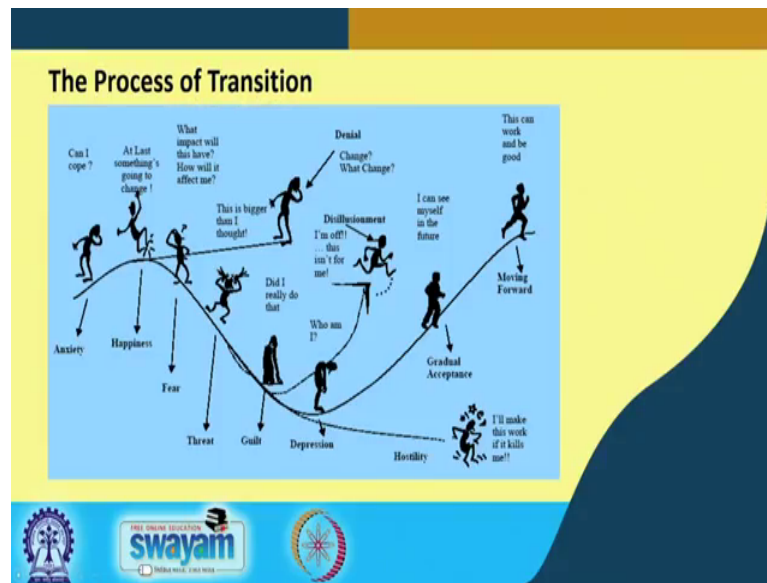 The Process of Transition
Can I
cope ?
At Last
something's
going to
change !
What
impact will
this have?
How will it
affect me?
This is bigger
than I
thought!
Denial
Change?
What Change?
Disillusionment
I'm off!!
... this
isn't for
me!
I can see
myself
in the
future
This can
work
and be
good
Did I
really do
that
Who am
I?
Moving
Forward
Gradual
Acceptance
Anxiety
Happiness
Fear
Threat
Guilt
Depression
Hostility
I'll make
this work
if it kills
me!!
FREE ONLINE EDUCATION
swayam